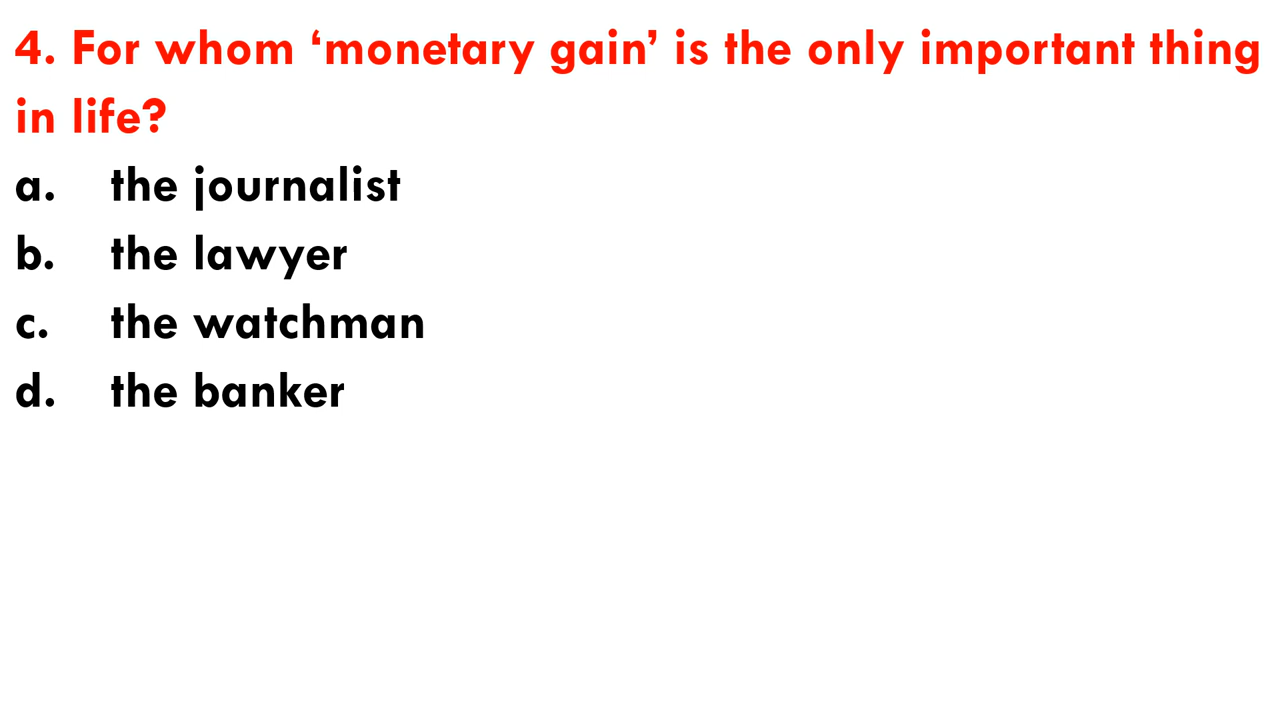 4. For whom ‘monetary gain’ is the only important thing
in life?
a. the journalist
b. the lawyer
c. the watchman
d. the banker